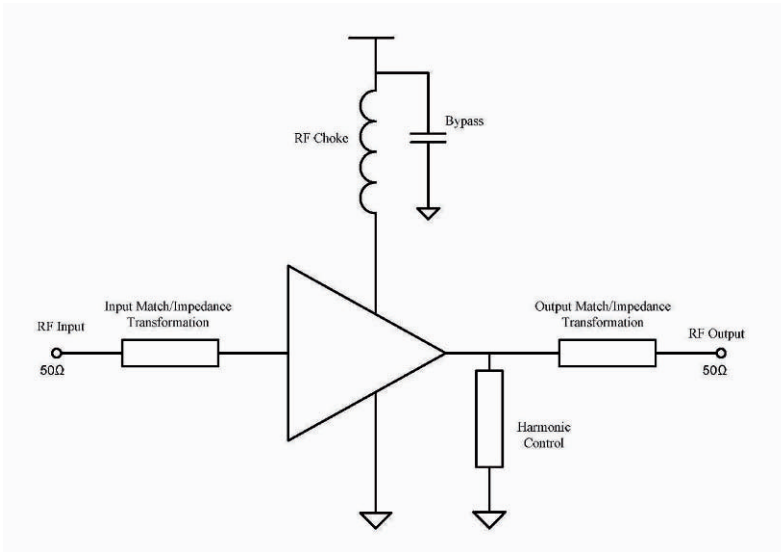 RF Choke
Bypass
Input Match/Impedance
Transformation
Output Match/Impedance
Transformation
RF Input
RF Output
50Ω
50Ω
Harmonic
Control